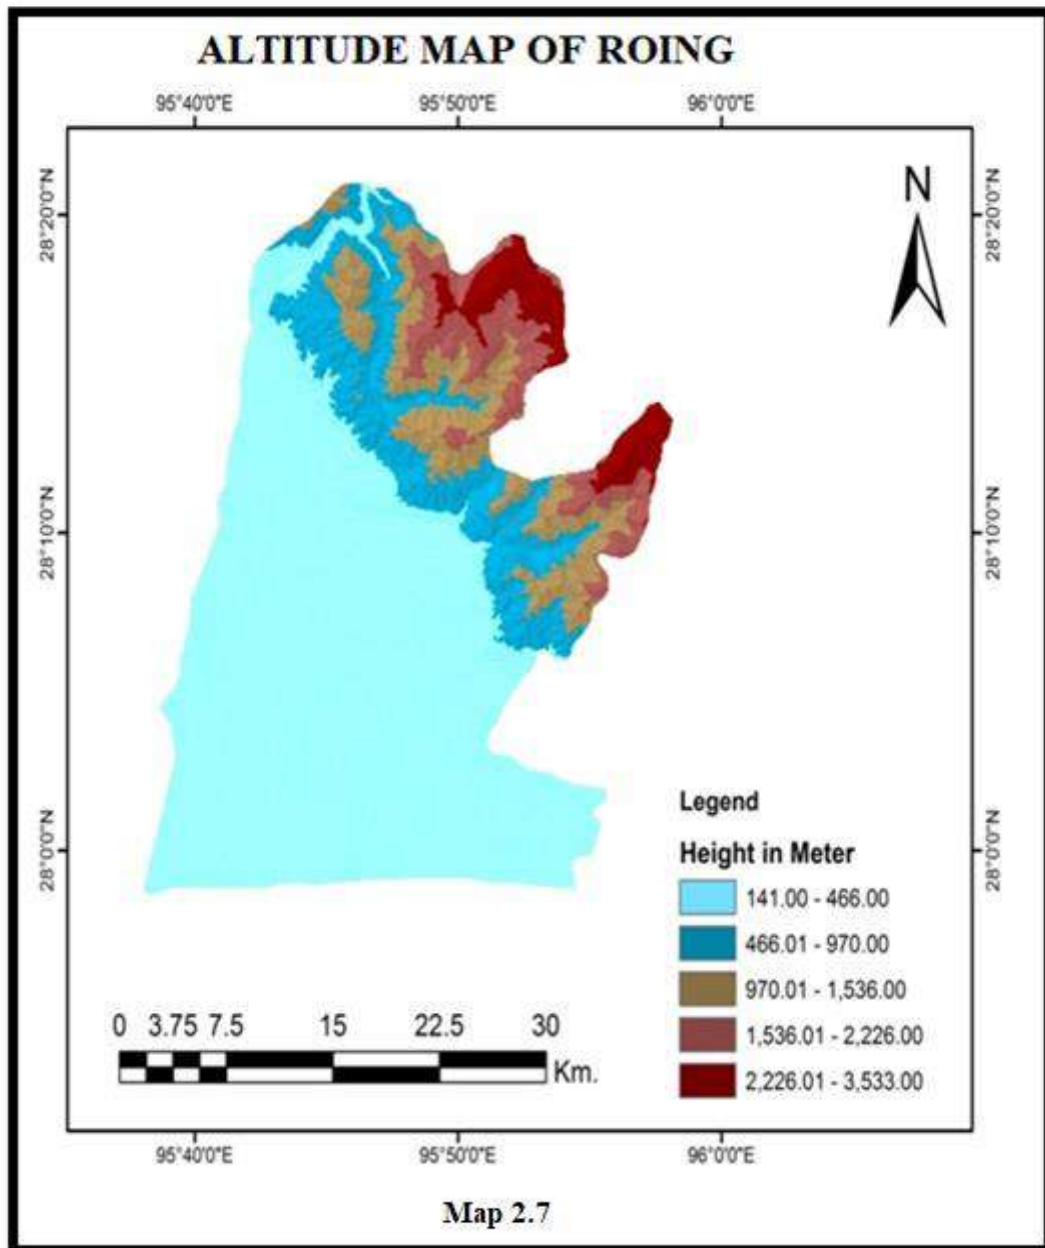 ALTITUDE MAP OF ROING
95°40'0"E 95°50'0"E 96°0'0"E
N
28°20'0"N 28°20'0"N
28°10'0"N 28°10'0"N
28°0'0"N 28°0'0"N
Legend
Height in Meter
141.00 - 466.00
466.01 - 970.00
970.01 - 1,536.00
1,536.01 - 2,226.00
2,226.01 - 3,533.00
0 3.75 7.5 15 22.5 30
Km.
95°40'0"E 95°50'0"E 96°0'0"E
Map 2.7